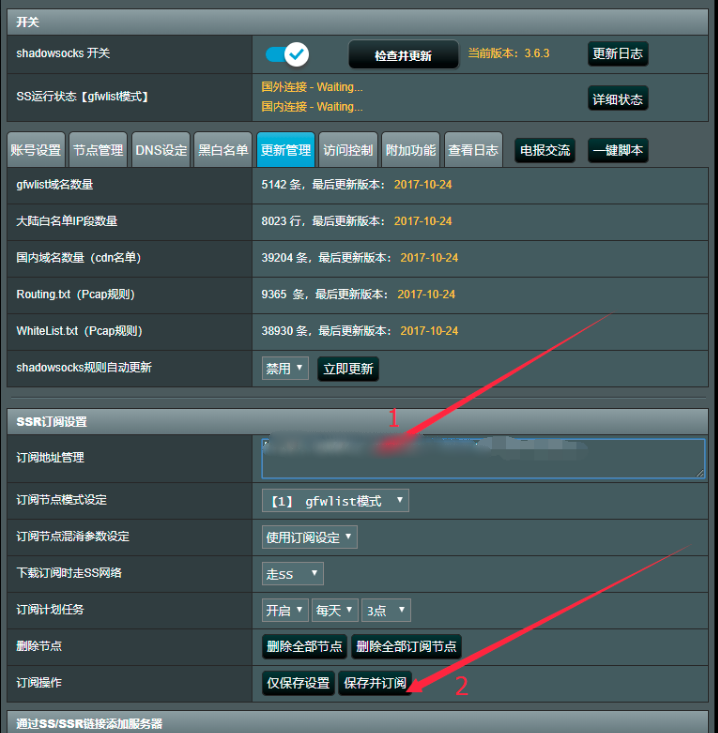 开关
shadowsocks 开关 检查并更新 当前版本：3.6.3 更新日志
SS运行状态【gfwlist模式】 国外连接 - Waiting...
国内连接 - Waiting... 详细状态
账号设置 节点管理 DNS设定 黑白名单 更新管理 访问控制 附加功能 查看日志 电报交流 一键脚本
gfwlist域名数量 5142 条，最后更新版本： 2017-10-24
大陆白名单IP段数量 8023 行，最后更新版本： 2017-10-24
国内域名数量（cdn名单） 39204 条，最后更新版本： 2017-10-24
Routing.txt（Pcap规则） 9365 条，最后更新版本： 2017-10-24
WhiteList.txt（Pcap规则） 38930 条，最后更新版本： 2017-10-24
shadowsocks规则自动更新 禁用 立即更新
SSR订阅设置 1
订阅地址管理
订阅节点模式设定 【1】 gfwlist模式
订阅节点混淆参数设定 使用订阅设定
下载订阅时走SS网络 走SS
订阅计划任务 开启 每天 3点
删除节点 删除全部节点 删除全部订阅节点
订阅操作 仅保存设置 保存并订阅 2
通过SS/SSR链接添加服务器